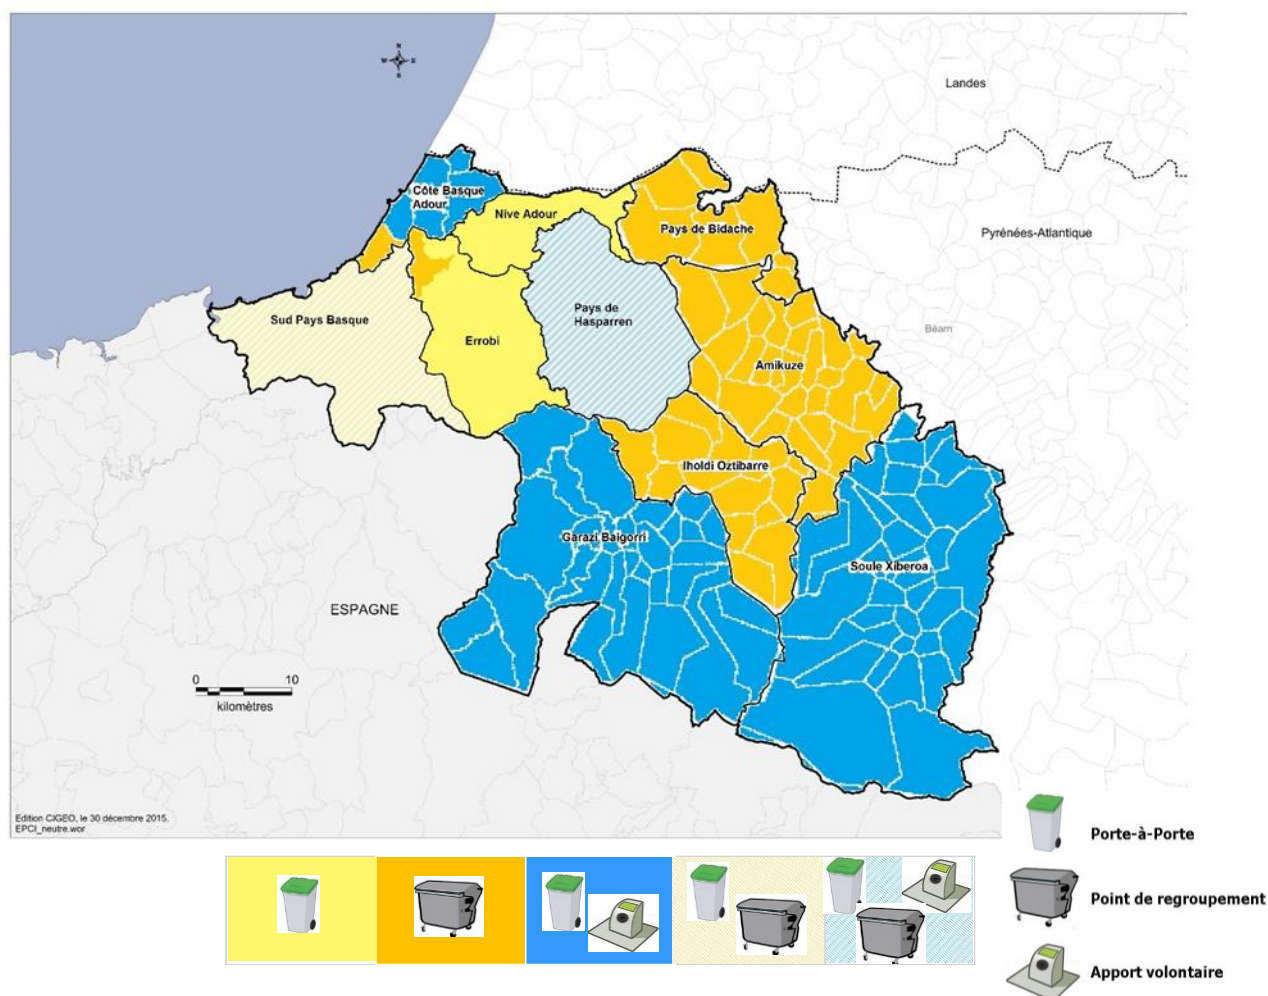 N
W E
S
Landes
Côte Basque
Adour
Nive Adour
Pays de Bidache
Pyrénées-Atlantique
Sud Pays Basque
Pays de
Hasparren
Errobi
Béarn
Amikuze
Iholdi Oztibarre
Garazi Baigorri
Soule Xiberoa
ESPAGNE
0 10
kilomètres
Edition CIGEO, le 30 décembre 2015.
EPCI_neutre.wor
Porte-à-Porte
Point de regroupement
Apport volontaire